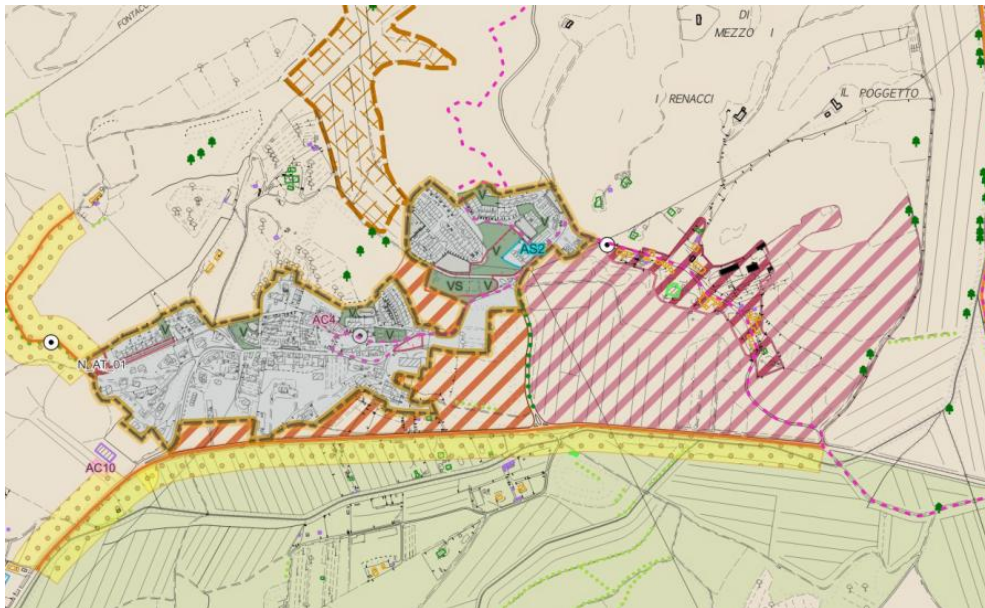 FONTACC
DI
MEZZO I
I RENACCI
IL POGGETTO
V
V
AS2
V
VS
V
V
AC4
V
V
V
N_AT_01
AC10